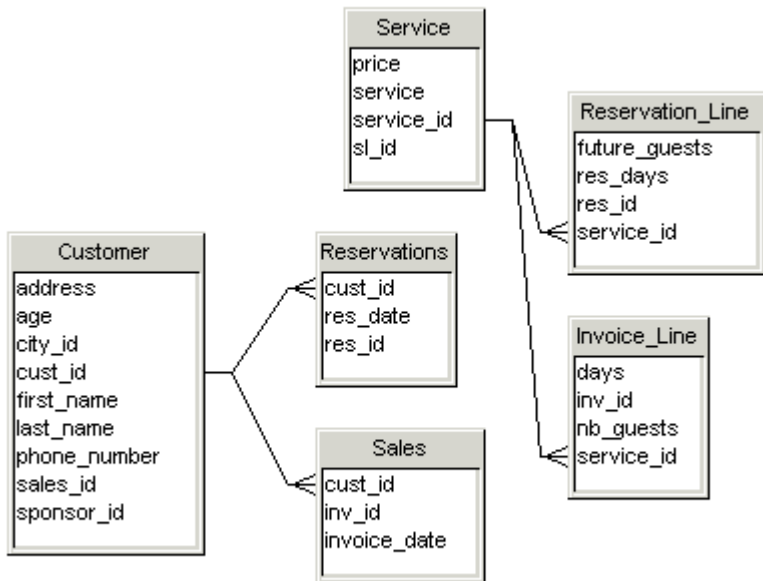 Service
price
service
service_id
sl_id
Reservation_Line
future_guests
res_days
res_id
service_id
Customer
address
age
city_id
cust_id
first_name
last_name
phone_number
sales_id
sponsor_id
Reservations
cust_id
res_date
res_id
Invoice_Line
days
inv_id
nb_guests
service_id
Sales
cust_id
inv_id
invoice_date